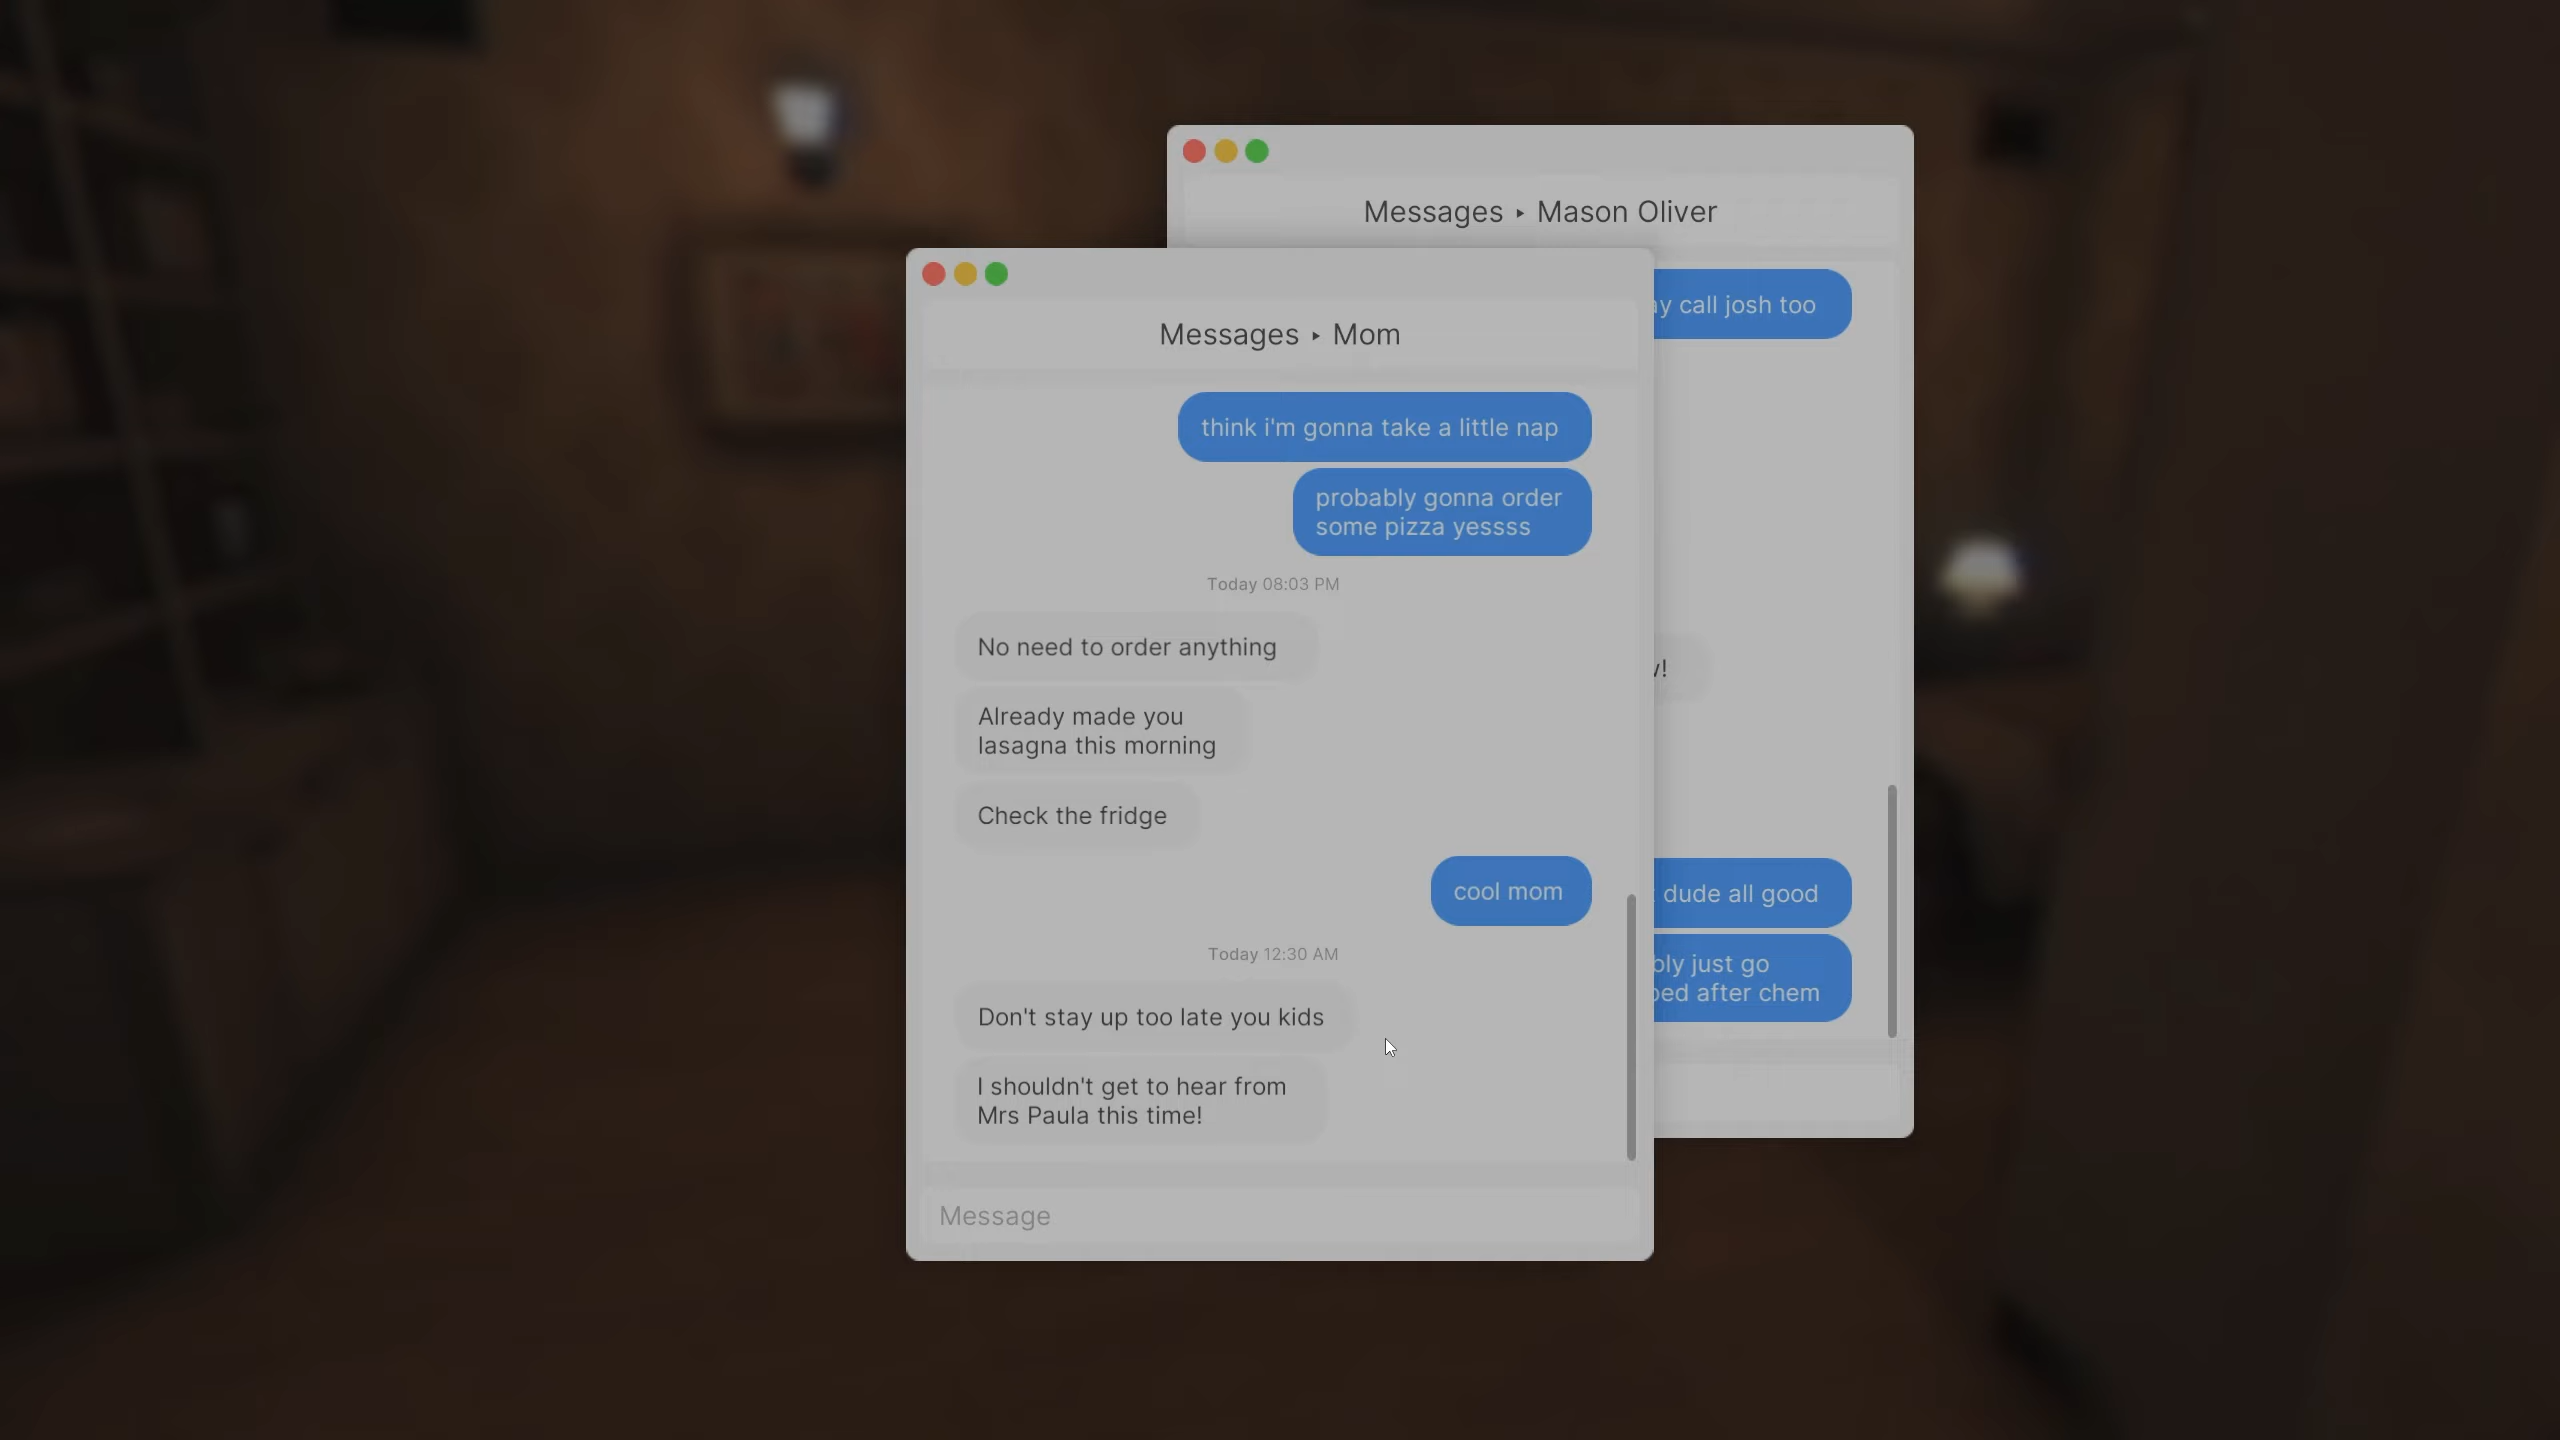 Messages ▸ Mason Oliver
call josh too
dude all good
just go
after chem
Messages ▸ Mom
think i'm gonna take a little nap
probably gonna order
some pizza yessss
Today 08:03 PM
No need to order anything
Already made you
lasagna this morning
Check the fridge
cool mom
Today 12:30 AM
Don't stay up too late you kids
I shouldn't get to hear from
Mrs Paula this time!
Message